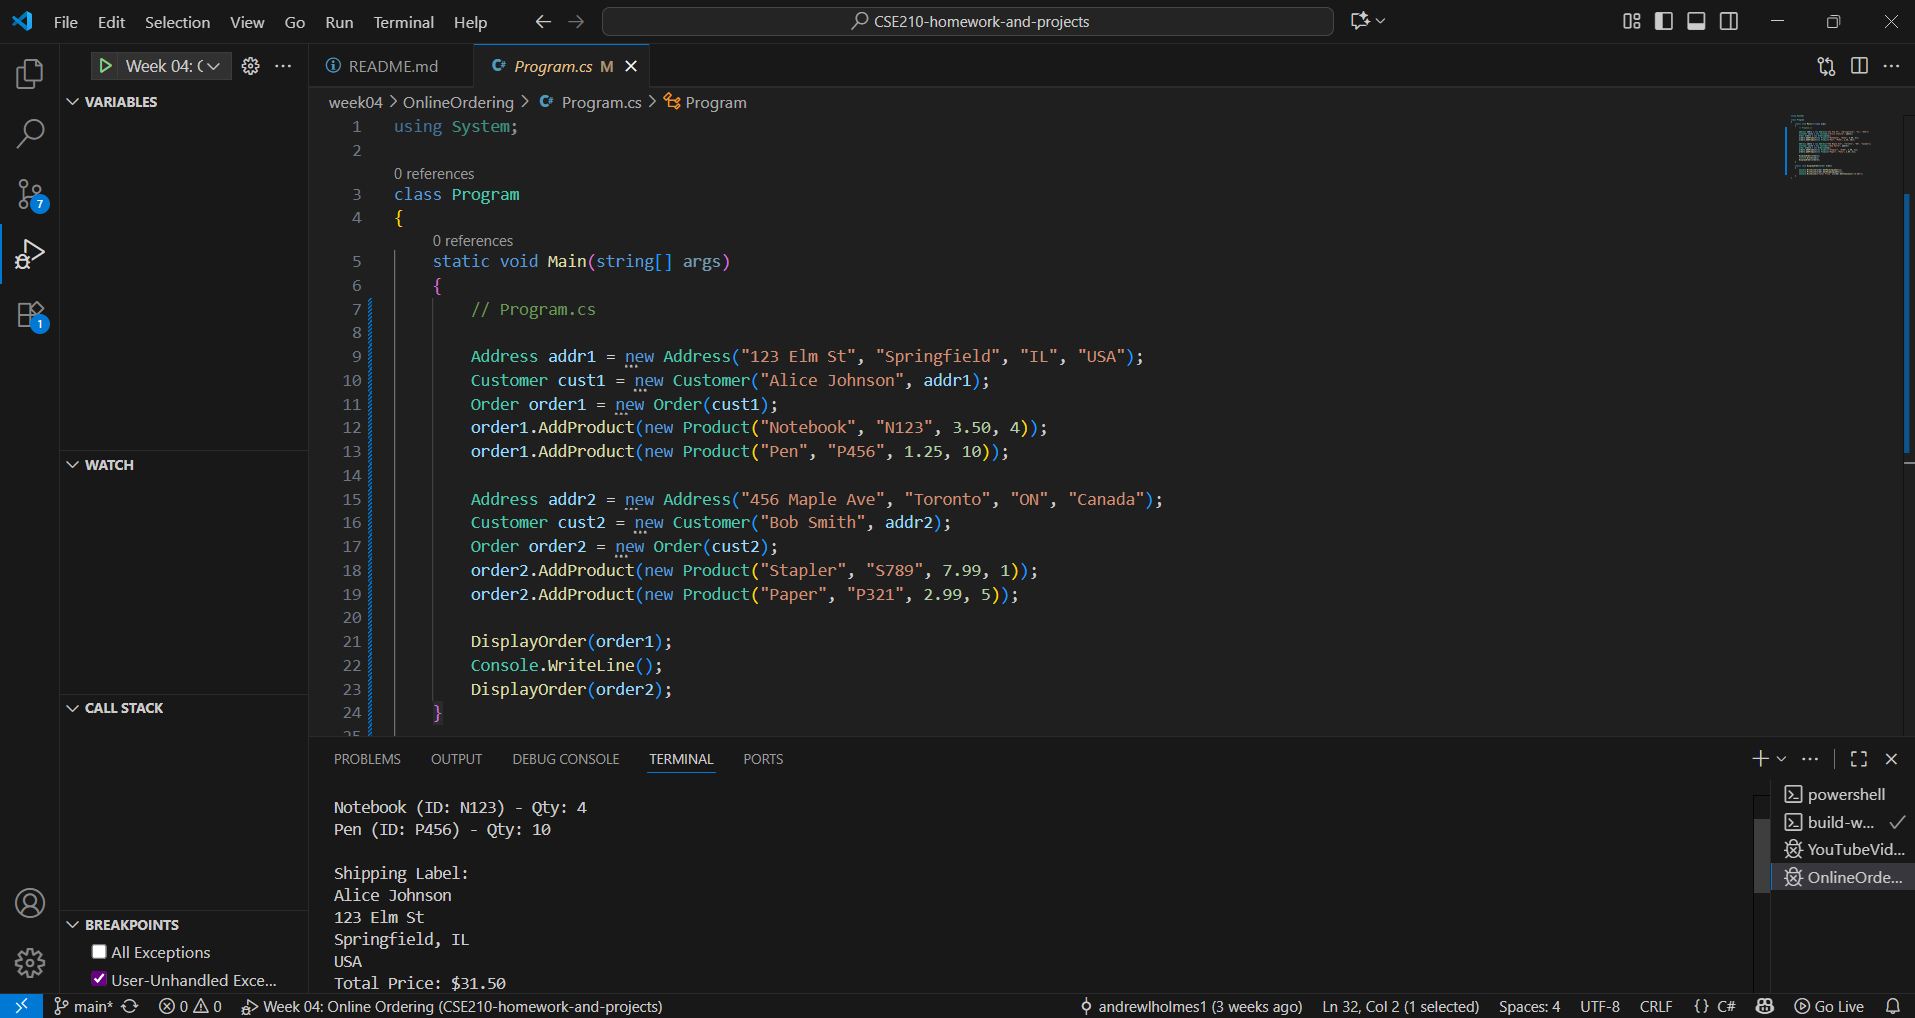 File Edit Selection View Go Run Terminal Help
CSE210-homework-and-projects
Week 04: (
README.md
Program.cs M
VARIABLES
week04 > OnlineOrdering > Program.cs > Program
1 using System;
2
0 references
3 class Program
4 {
0 references
5 static void Main(string[] args)
6 {
7 // Program.cs
8
9 Address addr1 = new Address("123 Elm St", "Springfield", "IL", "USA");
10 Customer cust1 = new Customer("Alice Johnson", addr1);
11 Order order1 = new Order(cust1);
12 order1.AddProduct(new Product("Notebook", "N123", 3.50, 4));
13 order1.AddProduct(new Product("Pen", "P456", 1.25, 10));
14
15 Address addr2 = new Address("456 Maple Ave", "Toronto", "ON", "Canada");
16 Customer cust2 = new Customer("Bob Smith", addr2);
17 Order order2 = new Order(cust2);
18 order2.AddProduct(new Product("Stapler", "S789", 7.99, 1));
19 order2.AddProduct(new Product("Paper", "P321", 2.99, 5));
20
21 DisplayOrder(order1);
22 Console.WriteLine();
23 DisplayOrder(order2);
24 }
25
7
1
WATCH
CALL STACK
BREAKPOINTS
All Exceptions
User-Unhandled Exce...
PROBLEMS OUTPUT DEBUG CONSOLE TERMINAL PORTS
Notebook (ID: N123) - Qty: 4
Pen (ID: P456) - Qty: 10
Shipping Label:
Alice Johnson
123 Elm St
Springfield, IL
USA
Total Price: $31.50
powershell
build-w...
YouTubeVid...
OnlineOrde...
main* 0 0 Week 04: Online Ordering (CSE210-homework-and-projects) andrewlholmes1 (3 weeks ago) Ln 32, Col 2 (1 selected) Spaces: 4 UTF-8 CRLF {} C# Go Live